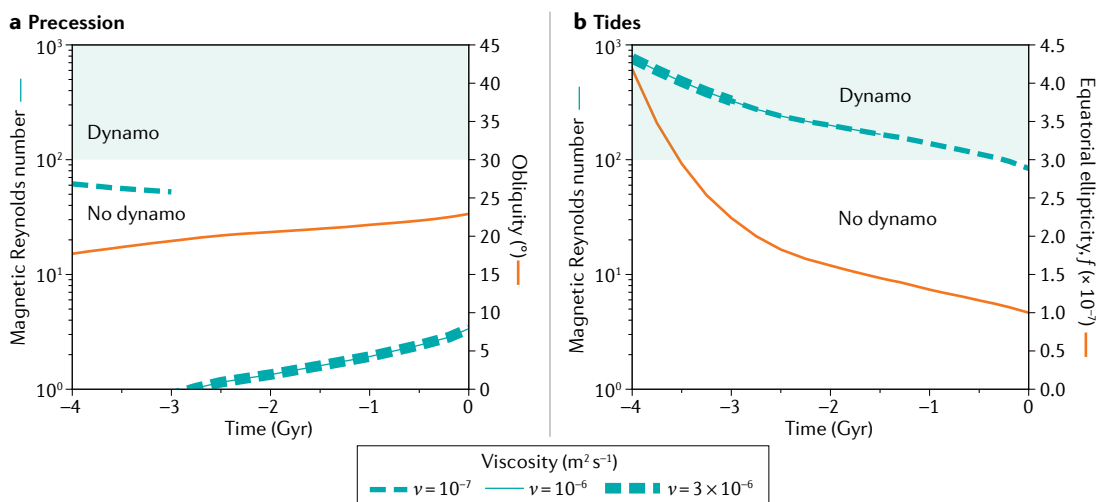 a Precession
10³
10²
10¹
10⁰
Magnetic Reynolds number
Dynamo
No dynamo
45
40
35
30
25
20
15
10
5
0
Obliquity (°)
−4
−3
−2
−1
0
Time (Gyr)
b Tides
10³
10²
10¹
10⁰
Magnetic Reynolds number
Dynamo
No dynamo
4.5
4.0
3.5
3.0
2.5
2.0
1.5
1.0
0.5
0.0
Equatorial ellipticity, f (× 10⁻⁷)
−4
−3
−2
−1
0
Time (Gyr)
Viscosity (m² s⁻¹)
ν = 10⁻⁷ ν = 10⁻⁶ ν = 3 × 10⁻⁶